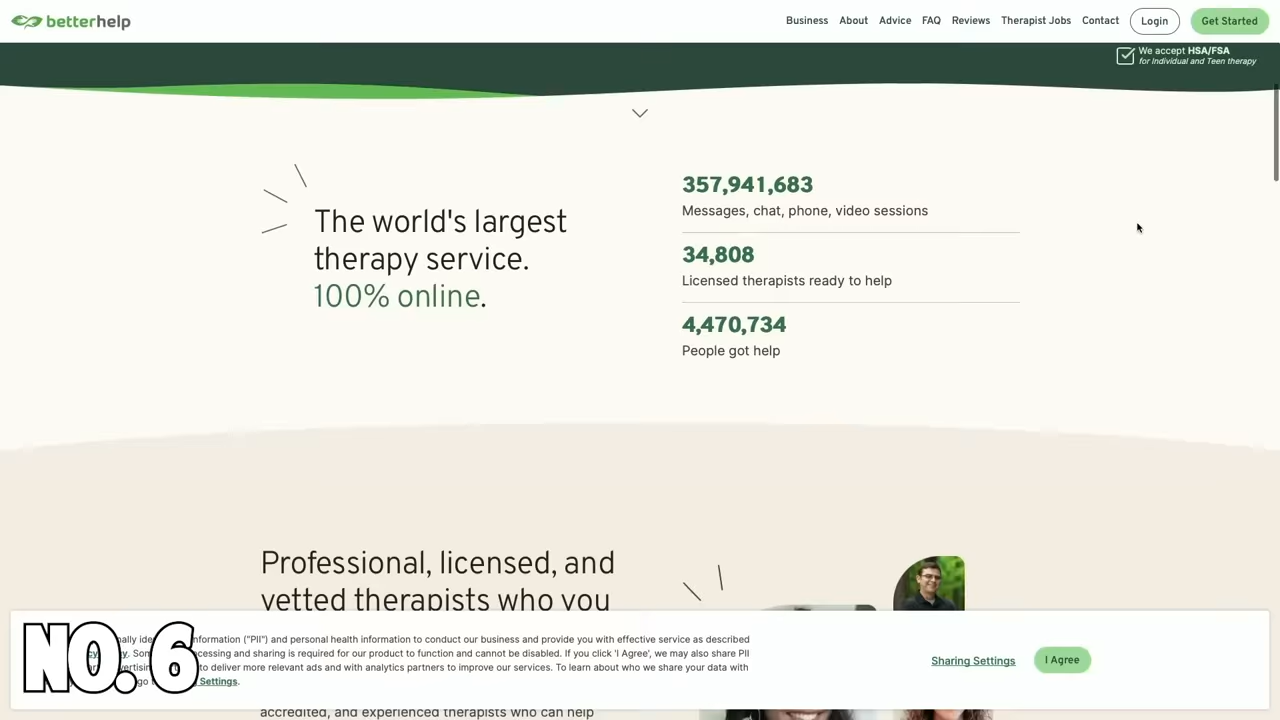 betterhelp
Business About Advice FAQ Reviews Therapist Jobs Contact Login Get Started
We accept HSA/FSA
for Individual and Teen therapy
The world's largest
therapy service.
100% online.
357,941,683
Messages, chat, phone, video sessions
34,808
Licensed therapists ready to help
4,470,734
People got help
Professional, licensed, and
vetted therapists who you
information ("PII") and personal health information to conduct our business and provide you with effective service as described
processing and sharing is required for our product to function and cannot be disabled. If you click 'I Agree', we may also share PII
to deliver more relevant ads and with analytics partners to improve our services. To learn about who we share your data with
go Settings.
Sharing Settings
I Agree
NO. 6
accredited, and experienced therapists who can help